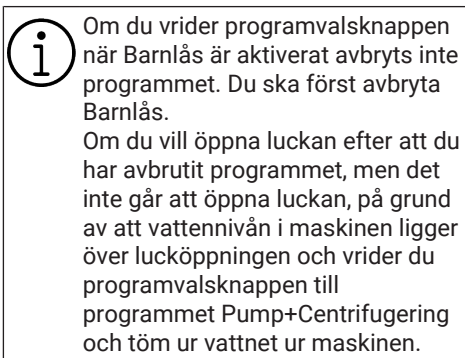 Om du vrider programvalsknappen
när Barnlås är aktiverat avbryts inte
programmet. Du ska först avbryta
Barnlås.
Om du vill öppna luckan efter att du
har avbrutit programmet, men det
inte går att öppna luckan, på grund
av att vattennivån i maskinen ligger
över lucköppningen och vrider du
programvalsknappen till
programmet Pump+Centrifugering
och töm ur vattnet ur maskinen.